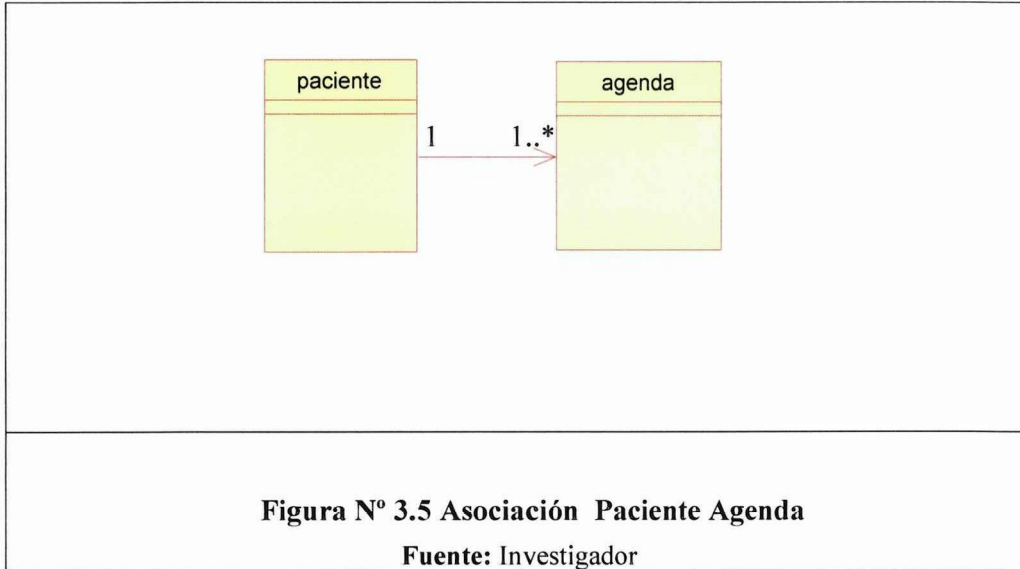 paciente
agenda
1
1..*
Figura Nº 3.5 Asociación Paciente Agenda
Fuente: Investigador